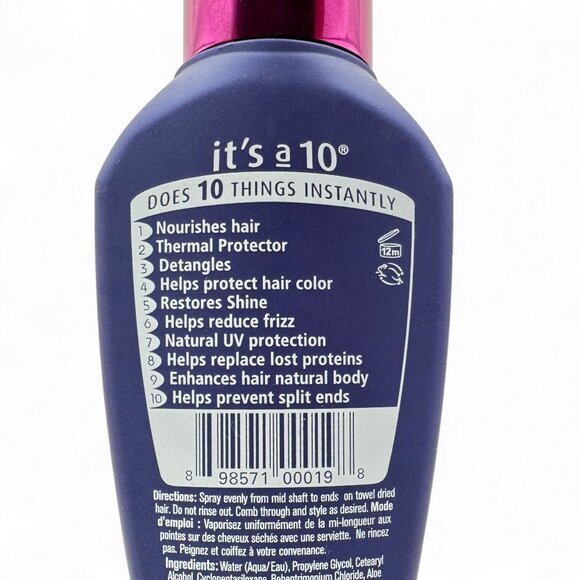 it's a 10®
DOES 10 THINGS INSTANTLY
1 Nourishes hair
2 Thermal Protector
3 Detangles
4 Helps protect hair color
5 Restores Shine
6 Helps reduce frizz
7 Natural UV protection
8 Helps replace lost proteins
9 Enhances hair natural body
10 Helps prevent split ends
12m
8 98571 00019 8
Directions: Spray evenly from mid shaft to ends on towel dried
hair. Do not rinse out. Comb through and style as desired. Mode
d'emploi : Vaporisez uniformément de la mi-longueur aux
pointes sur des cheveux séchés avec une serviette. Ne rincez
pas. Peignez et coiffez à votre convenance.
Ingredients: Water (Aqua/Eau), Propylene Glycol, Cetearyl
Alcohol, Cyclopentasiloxane, Behentrimonium Chloride, Aloe